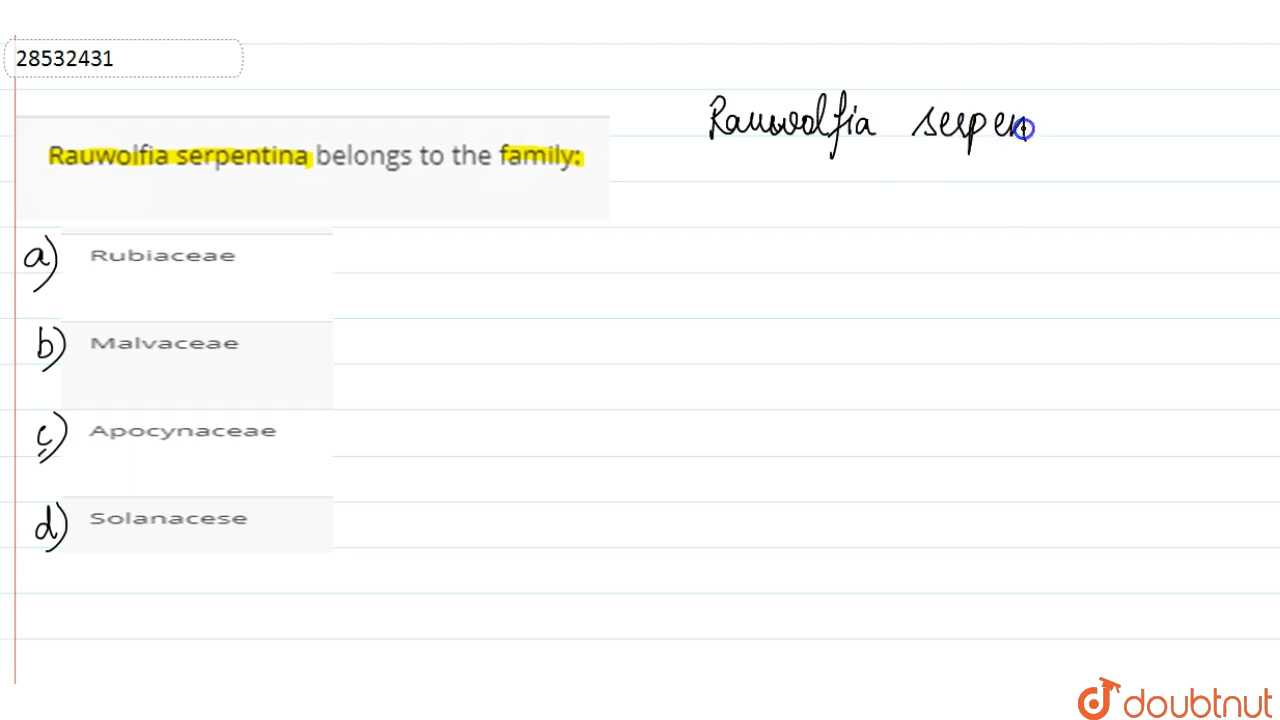 28532431
Rauwolfia serpen
Rauwolfia serpentina belongs to the family:
a) Rubiaceae
b) Malvaceae
c) Apocynaceae
d) Solanacese
doubtnut